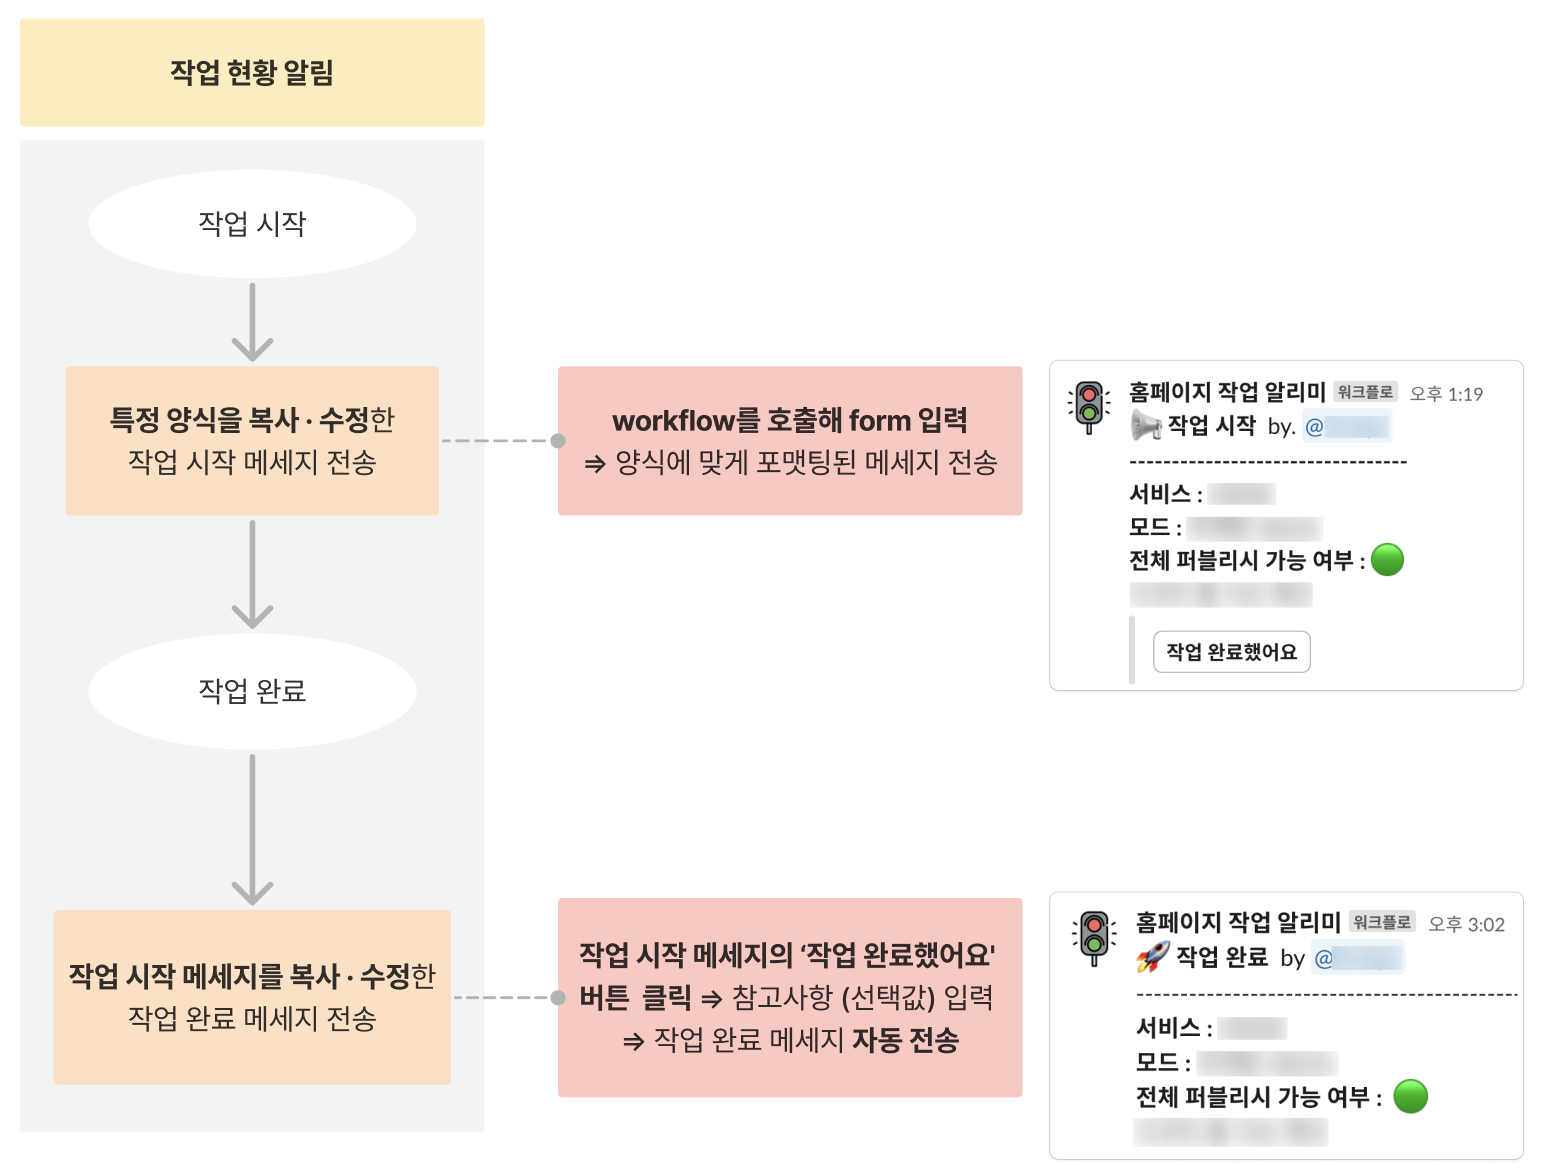 작업 현황 알림
작업 시작
특정 양식을 복사 · 수정한
작업 시작 메세지 전송
workflow를 호출해 form 입력
⇒ 양식에 맞게 포맷팅된 메세지 전송
홈페이지 작업 알리미 워크플로 오후 1:19
작업 시작 by. @
--------------------------------
서비스 :
모드 :
전체 퍼블리시 가능 여부 :
작업 완료했어요
작업 완료
작업 시작 메세지를 복사 · 수정한
작업 완료 메세지 전송
작업 시작 메세지의 ‘작업 완료했어요'
버튼 클릭 ⇒ 참고사항 (선택값) 입력
⇒ 작업 완료 메세지 자동 전송
홈페이지 작업 알리미 워크플로 오후 3:02
작업 완료 by @
--------------------------------------------
서비스 :
모드 :
전체 퍼블리시 가능 여부 :